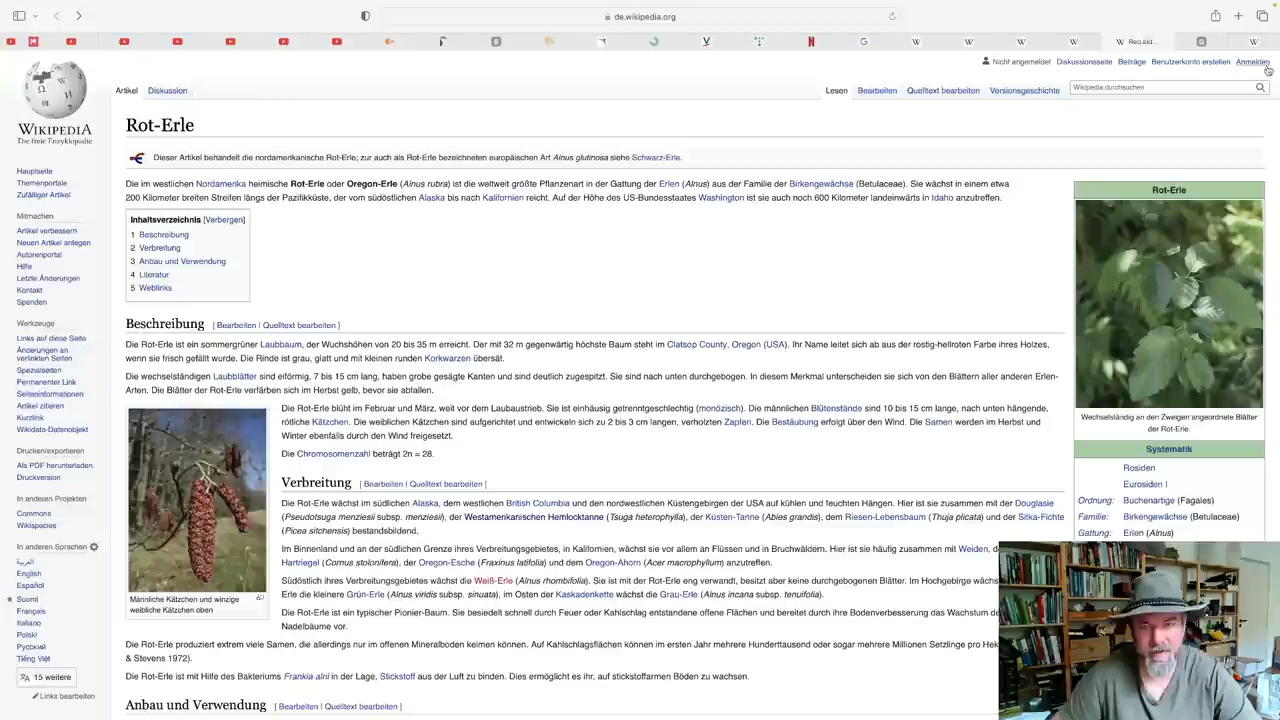 de.wikipedia.org
Nicht angemeldet Diskussionsseite Beiträge Benutzerkonto erstellen Anmelden
Artikel Diskussion
Lesen Bearbeiten Quelltext bearbeiten Versionsgeschichte
Wikipedia durchsuchen
WIKIPEDIA
Die freie Enzyklopädie
Hauptseite
Themenportale
Zufälliger Artikel
Mitmachen
Artikel verbessern
Neuen Artikel anlegen
Autorenportal
Hilfe
Letzte Änderungen
Kontakt
Spenden
Werkzeuge
Links auf diese Seite
Änderungen an
verlinkten Seiten
Spezialseiten
Permanenter Link
Seiteninformationen
Artikel zitieren
Kurzlink
Wikidata-Datenobjekt
Drucken/exportieren
Als PDF herunterladen
Druckversion
In anderen Projekten
Commons
Wikispecies
In anderen Sprachen
العربية
English
Español
Suomi
Français
Italiano
Polski
Русский
Tiếng Việt
15 weitere
Links bearbeiten
Rot-Erle
Dieser Artikel behandelt die nordamerikanische Rot-Erle; zur auch als Rot-Erle bezeichneten europäischen Art Alnus glutinosa siehe Schwarz-Erle.
Die im westlichen Nordamerika heimische Rot-Erle oder Oregon-Erle (Alnus rubra) ist die weltweit größte Pflanzenart in der Gattung der Erlen (Alnus) aus der Familie der Birkengewächse (Betulaceae). Sie wächst in einem etwa
200 Kilometer breiten Streifen längs der Pazifikküste, der vom südöstlichen Alaska bis nach Kalifornien reicht. Auf der Höhe des US-Bundesstaates Washington ist sie auch noch 600 Kilometer landeinwärts in Idaho anzutreffen.
Inhaltsverzeichnis [Verbergen]
1 Beschreibung
2 Verbreitung
3 Anbau und Verwendung
4 Literatur
5 Weblinks
Beschreibung [ Bearbeiten | Quelltext bearbeiten ]
Die Rot-Erle ist ein sommergrüner Laubbaum, der Wuchshöhen von 20 bis 35 m erreicht. Der mit 32 m gegenwärtig höchste Baum steht im Clatsop County, Oregon (USA). Ihr Name leitet sich ab aus der rostig-hellroten Farbe ihres Holzes,
wenn sie frisch gefällt wurde. Die Rinde ist grau, glatt und mit kleinen runden Korkwarzen übersät.
Die wechselständigen Laubblätter sind eiförmig, 7 bis 15 cm lang, haben grobe gesägte Kanten und sind deutlich zugespitzt. Sie sind nach unten durchgebogen. In diesem Merkmal unterscheiden sie sich von den Blättern aller anderen Erlen-
Arten. Die Blätter der Rot-Erle verfärben sich im Herbst gelb, bevor sie abfallen.
Die Rot-Erle blüht im Februar und März, weit vor dem Laubaustrieb. Sie ist einhäusig getrenntgeschlechtig (monözisch). Die männlichen Blütenstände sind 10 bis 15 cm lange, nach unten hängende,
rötliche Kätzchen. Die weiblichen Kätzchen sind aufgerichtet und entwickeln sich zu 2 bis 3 cm langen, verholzten Zapfen. Die Bestäubung erfolgt über den Wind. Die Samen werden im Herbst und
Winter ebenfalls durch den Wind freigesetzt.
Die Chromosomenzahl beträgt 2n = 28.
Männliche Kätzchen und winzige
weibliche Kätzchen oben
Verbreitung [ Bearbeiten | Quelltext bearbeiten ]
Die Rot-Erle wächst im südlichen Alaska, dem westlichen British Columbia und den nordwestlichen Küstengebirgen der USA auf kühlen und feuchten Hängen. Hier ist sie zusammen mit der Douglasie
(Pseudotsuga menziesii subsp. menziesii), der Westamerikanischen Hemlocktanne (Tsuga heterophylla), der Küsten-Tanne (Abies grandis), dem Riesen-Lebensbaum (Thuja plicata) und der Sitka-Fichte
(Picea sitchensis) bestandsbildend.
Im Binnenland und an der südlichen Grenze ihres Verbreitungsgebietes, in Kalifornien, wächst sie vor allem an Flüssen und in Bruchwäldern. Hier ist sie häufig zusammen mit Weiden,
Hartriegel (Cornus stolonifera), der Oregon-Esche (Fraxinus latifolia) und dem Oregon-Ahorn (Acer macrophyllum) anzutreffen.
Südöstlich ihres Verbreitungsgebietes wächst die Weiß-Erle (Alnus rhombifolia). Sie ist mit der Rot-Erle eng verwandt, besitzt aber keine durchgebogenen Blätter. Im Hochgebirge wächs
Erle die kleinere Grün-Erle (Alnus viridis subsp. sinuata), im Osten der Kaskadenkette wächst die Grau-Erle (Alnus incana subsp. tenuifolia).
Die Rot-Erle ist ein typischer Pionier-Baum. Sie besiedelt schnell durch Feuer oder Kahlschlag entstandene offene Flächen und bereitet durch ihre Bodenverbesserung das Wachstum de
Nadelbäume vor.
Die Rot-Erle produziert extrem viele Samen, die allerdings nur im offenen Mineralboden keimen können. Auf Kahlschlagsflächen können im ersten Jahr mehrere Hunderttausend oder sogar mehrere Millionen Setzlinge pro Hek
& Stevens 1972).
Die Rot-Erle ist mit Hilfe des Bakteriums Frankia alni in der Lage, Stickstoff aus der Luft zu binden. Dies ermöglicht es ihr, auf stickstoffarmen Böden zu wachsen.
Anbau und Verwendung [ Bearbeiten | Quelltext bearbeiten ]
Rot-Erle
Wechselständig an den Zweigen angeordnete Blätter
der Rot-Erle.
Systematik
Rosiden
Eurosiden I
Ordnung: Buchenartige (Fagales)
Familie: Birkengewächse (Betulaceae)
Gattung: Erlen (Alnus)